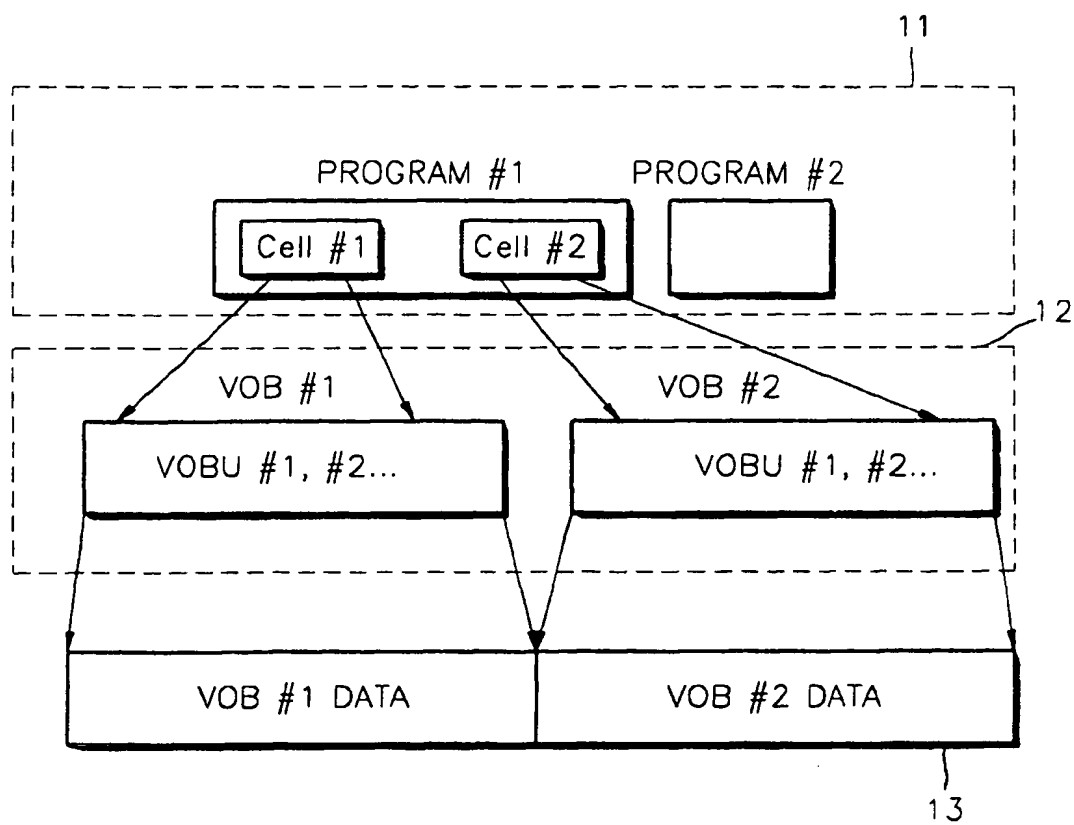 11
PROGRAM #1 PROGRAM #2
Cell #1 Cell #2
12
VOB #1 VOB #2
VOBU #1, #2... VOBU #1, #2...
VOB #1 DATA VOB #2 DATA
13